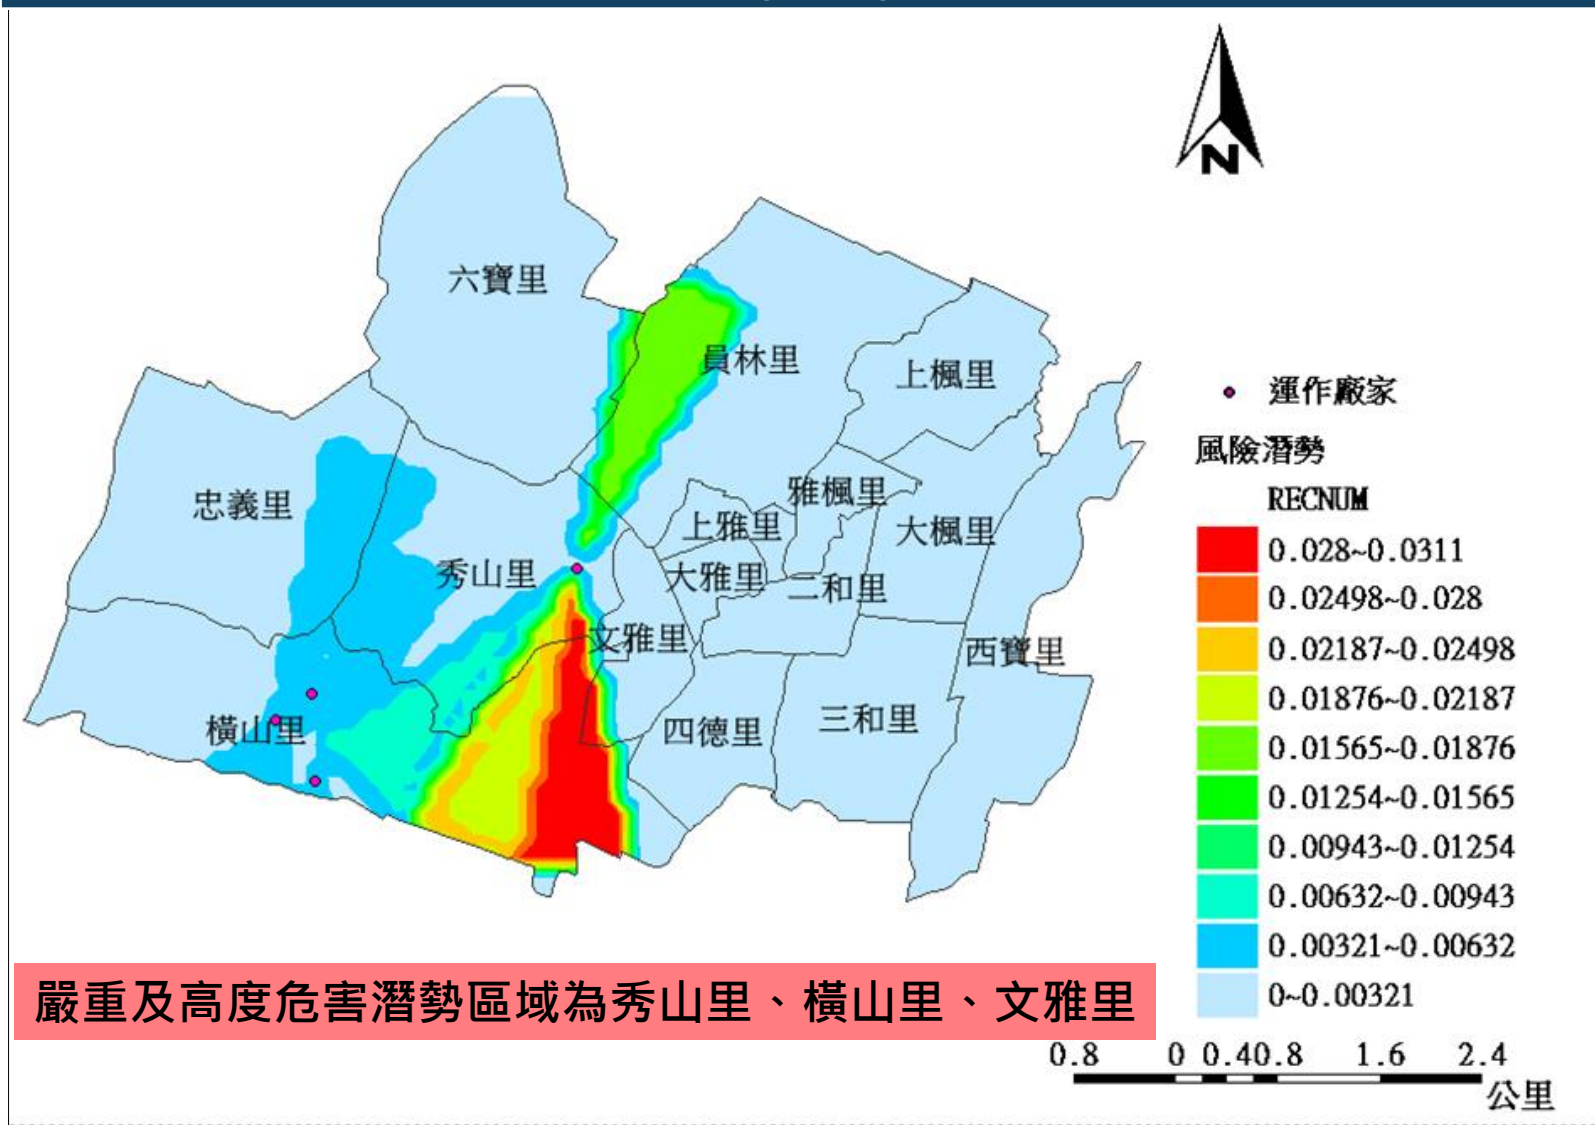 N
六寶里
員林里
上楓里
忠義里
雅楓里
上雅里
大楓里
秀山里
大雅里
二和里
文雅里
西寶里
橫山里
四德里
三和里
運作廠家
風險潛勢
RECNUM
0.028~0.0311
0.02498~0.028
0.02187~0.02498
0.01876~0.02187
0.01565~0.01876
0.01254~0.01565
0.00943~0.01254
0.00632~0.00943
0.00321~0.00632
0~0.00321
嚴重及高度危害潛勢區域為秀山里、橫山里、文雅里
0.8 0 0.40.8 1.6 2.4
公里